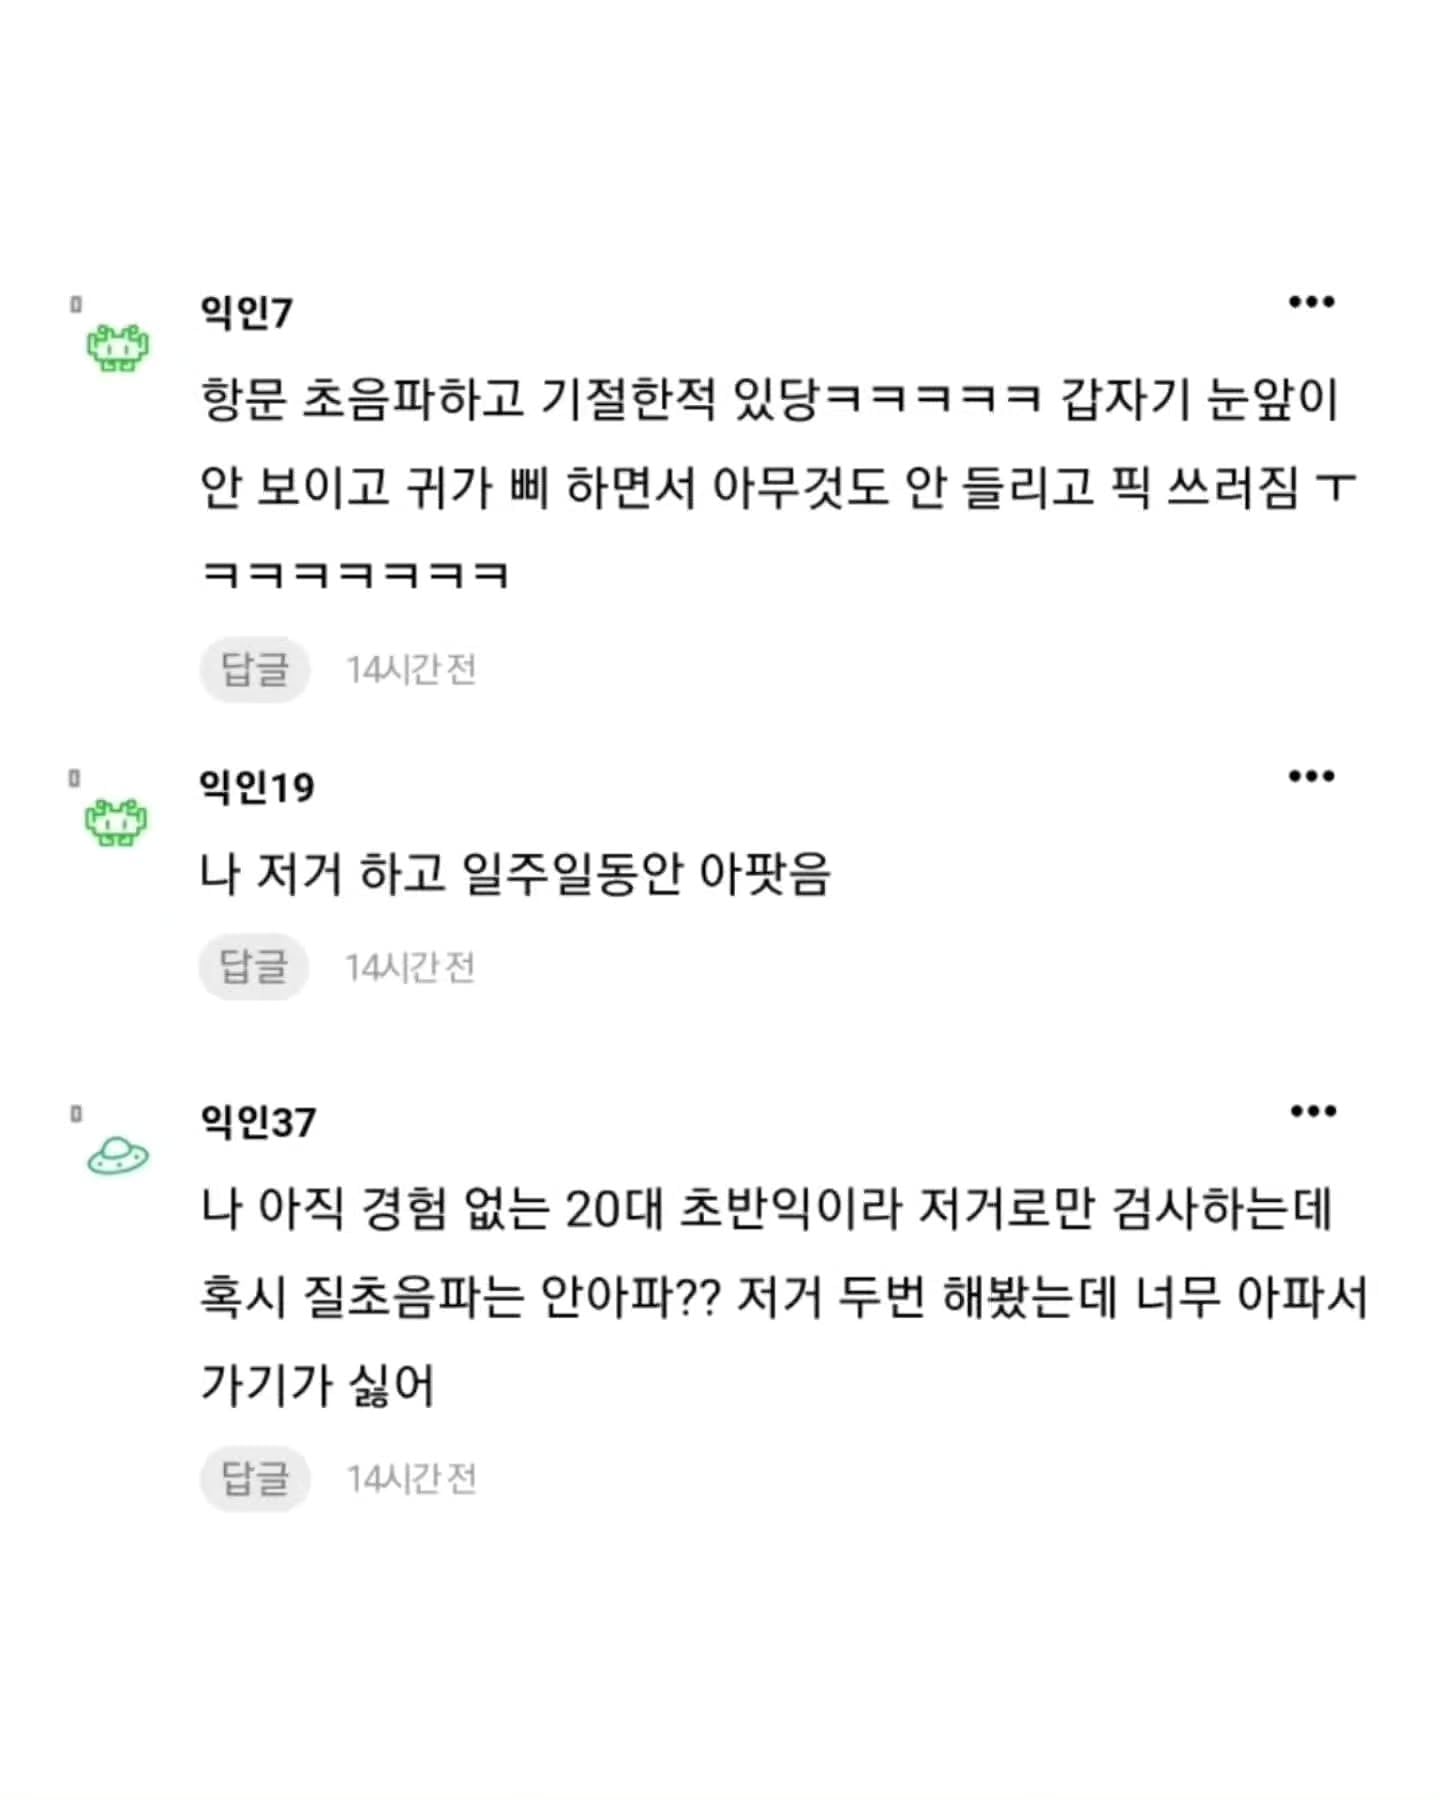 익인7
항문 초음파하고 기절한적 있당ㅋㅋㅋㅋㅋ 갑자기 눈앞이
안 보이고 귀가 삐 하면서 아무것도 안 들리고 픽 쓰러짐 ㅜ
ㅋㅋㅋㅋㅋㅋㅋ
답글 14시간 전
익인19
나 저거 하고 일주일동안 아팟음
답글 14시간 전
익인37
나 아직 경험 없는 20대 초반익이라 저거로만 검사하는데
혹시 질초음파는 안아파?? 저거 두번 해봤는데 너무 아파서
가기가 싫어
답글 14시간 전